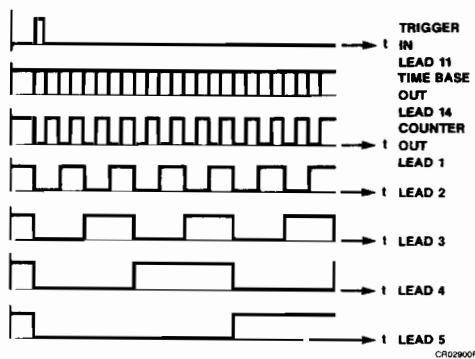 TRIGGER
t IN
LEAD 11
TIME BASE
OUT
LEAD 14
COUNTER
t OUT
LEAD 1
t LEAD 2
t LEAD 3
t LEAD 4
t LEAD 5